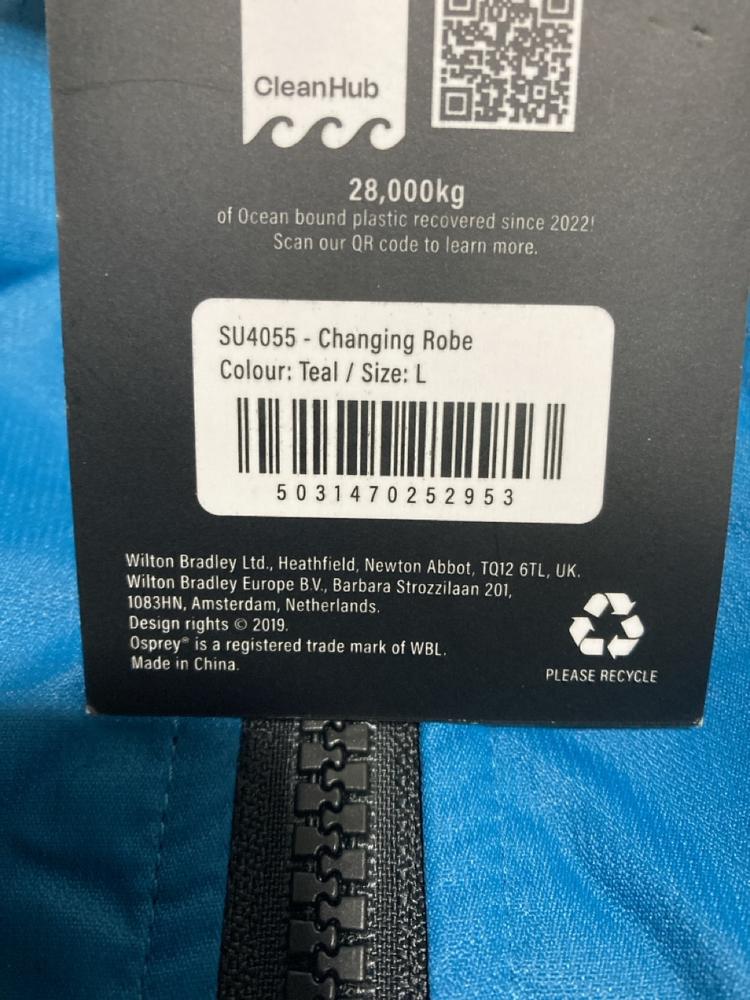 CleanHub
28,000kg
of Ocean bound plastic recovered since 2022!
Scan our QR code to learn more.
SU4055 - Changing Robe
Colour: Teal / Size: L
5031470252953
Wilton Bradley Ltd., Heathfield, Newton Abbot, TQ12 6TL, UK.
Wilton Bradley Europe B.V., Barbara Strozzilaan 201,
1083HN, Amsterdam, Netherlands.
Design rights © 2019.
Osprey® is a registered trade mark of WBL.
Made in China.
PLEASE RECYCLE